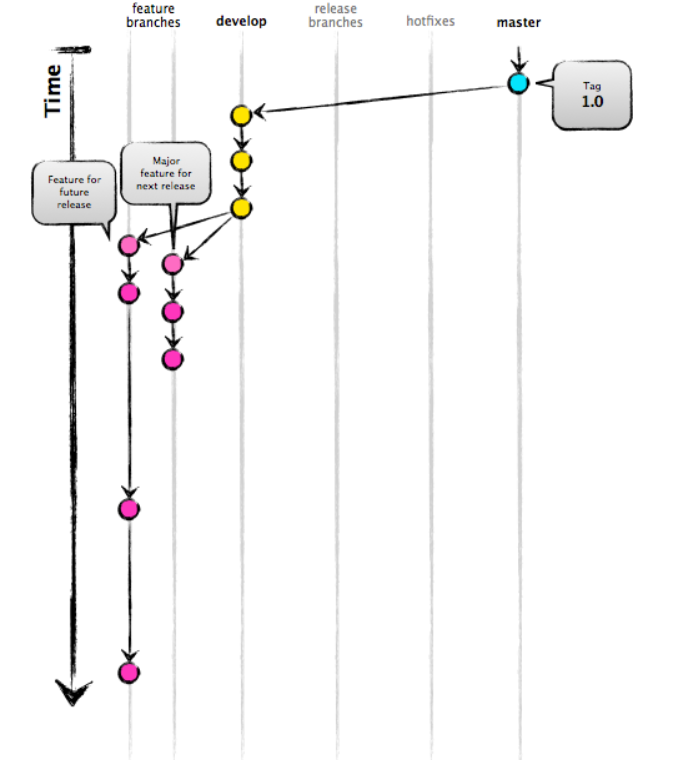 feature
branches
develop
release
branches
hotfixes
master
Time
Tag
1.0
Major
feature for
next release
Feature for
future
release